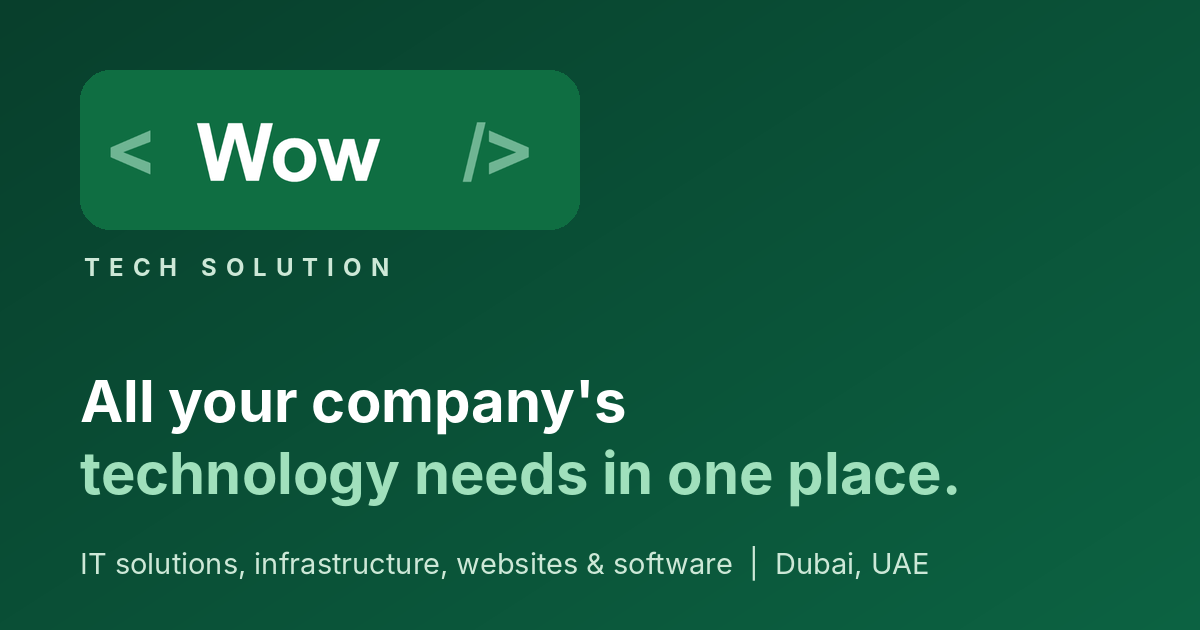 < Wow />
TECH SOLUTION
All your company's
technology needs in one place.
IT solutions, infrastructure, websites & software | Dubai, UAE